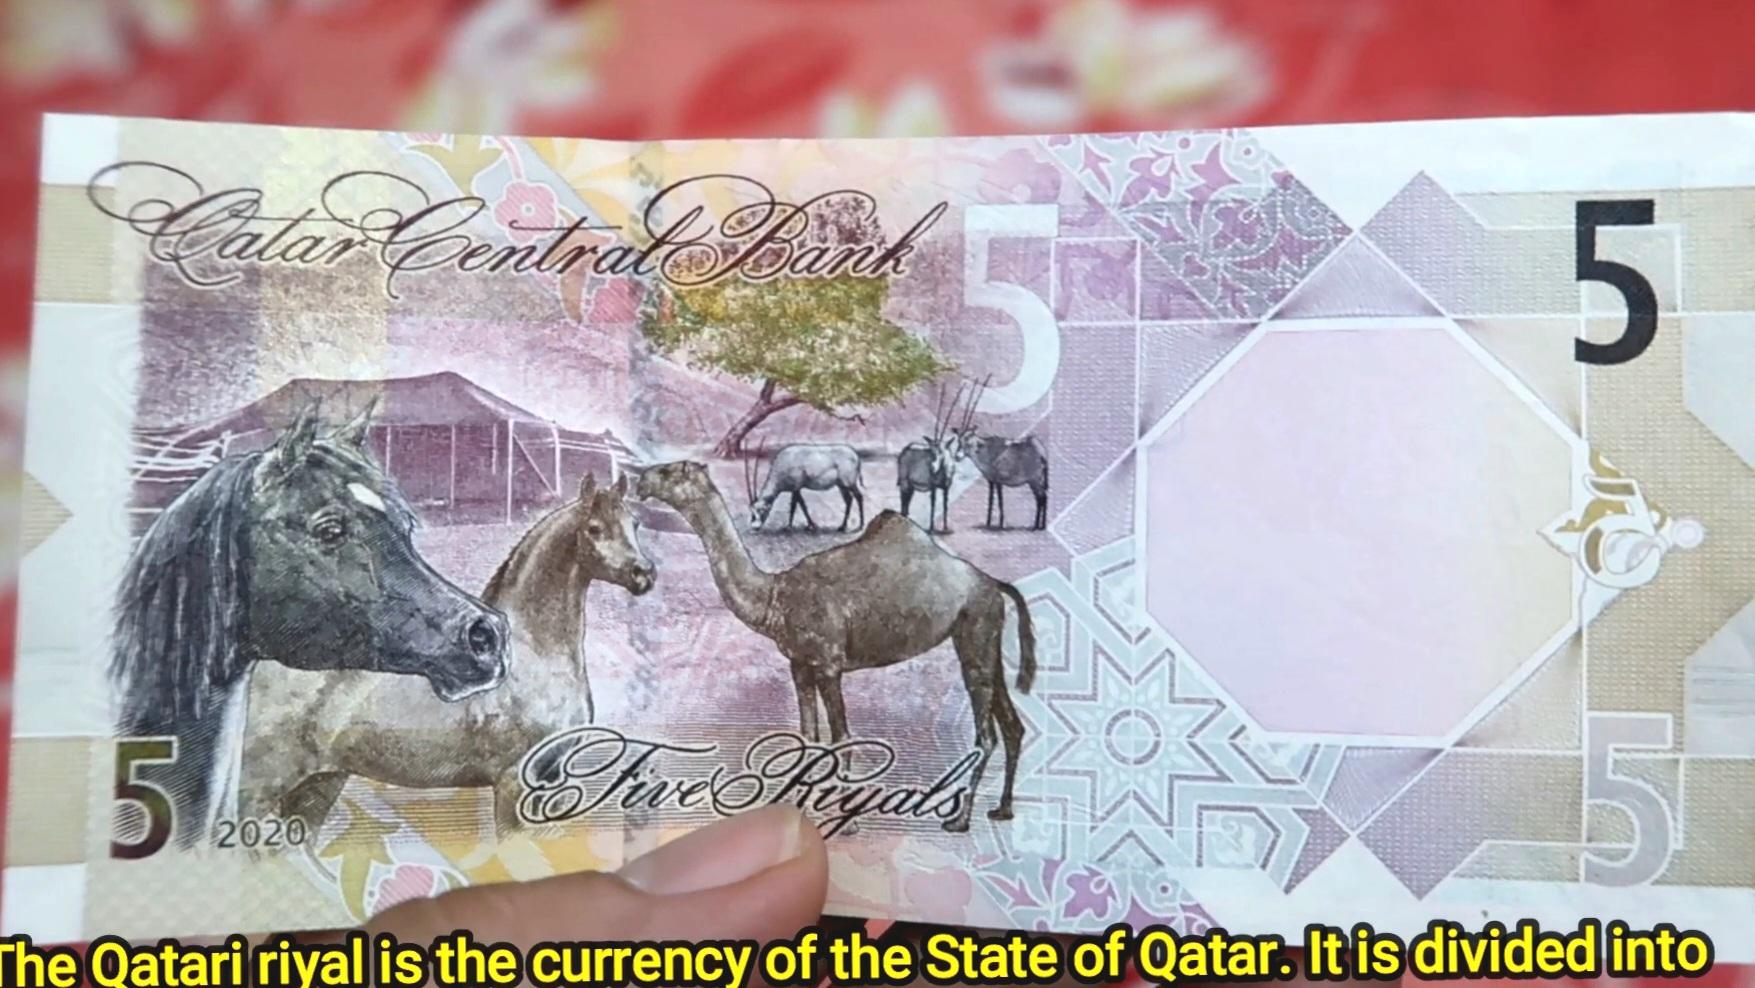 Qatar Central Bank
5
5
Five Riyals
5
2020
5
The Qatari riyal is the currency of the State of Qatar. It is divided into